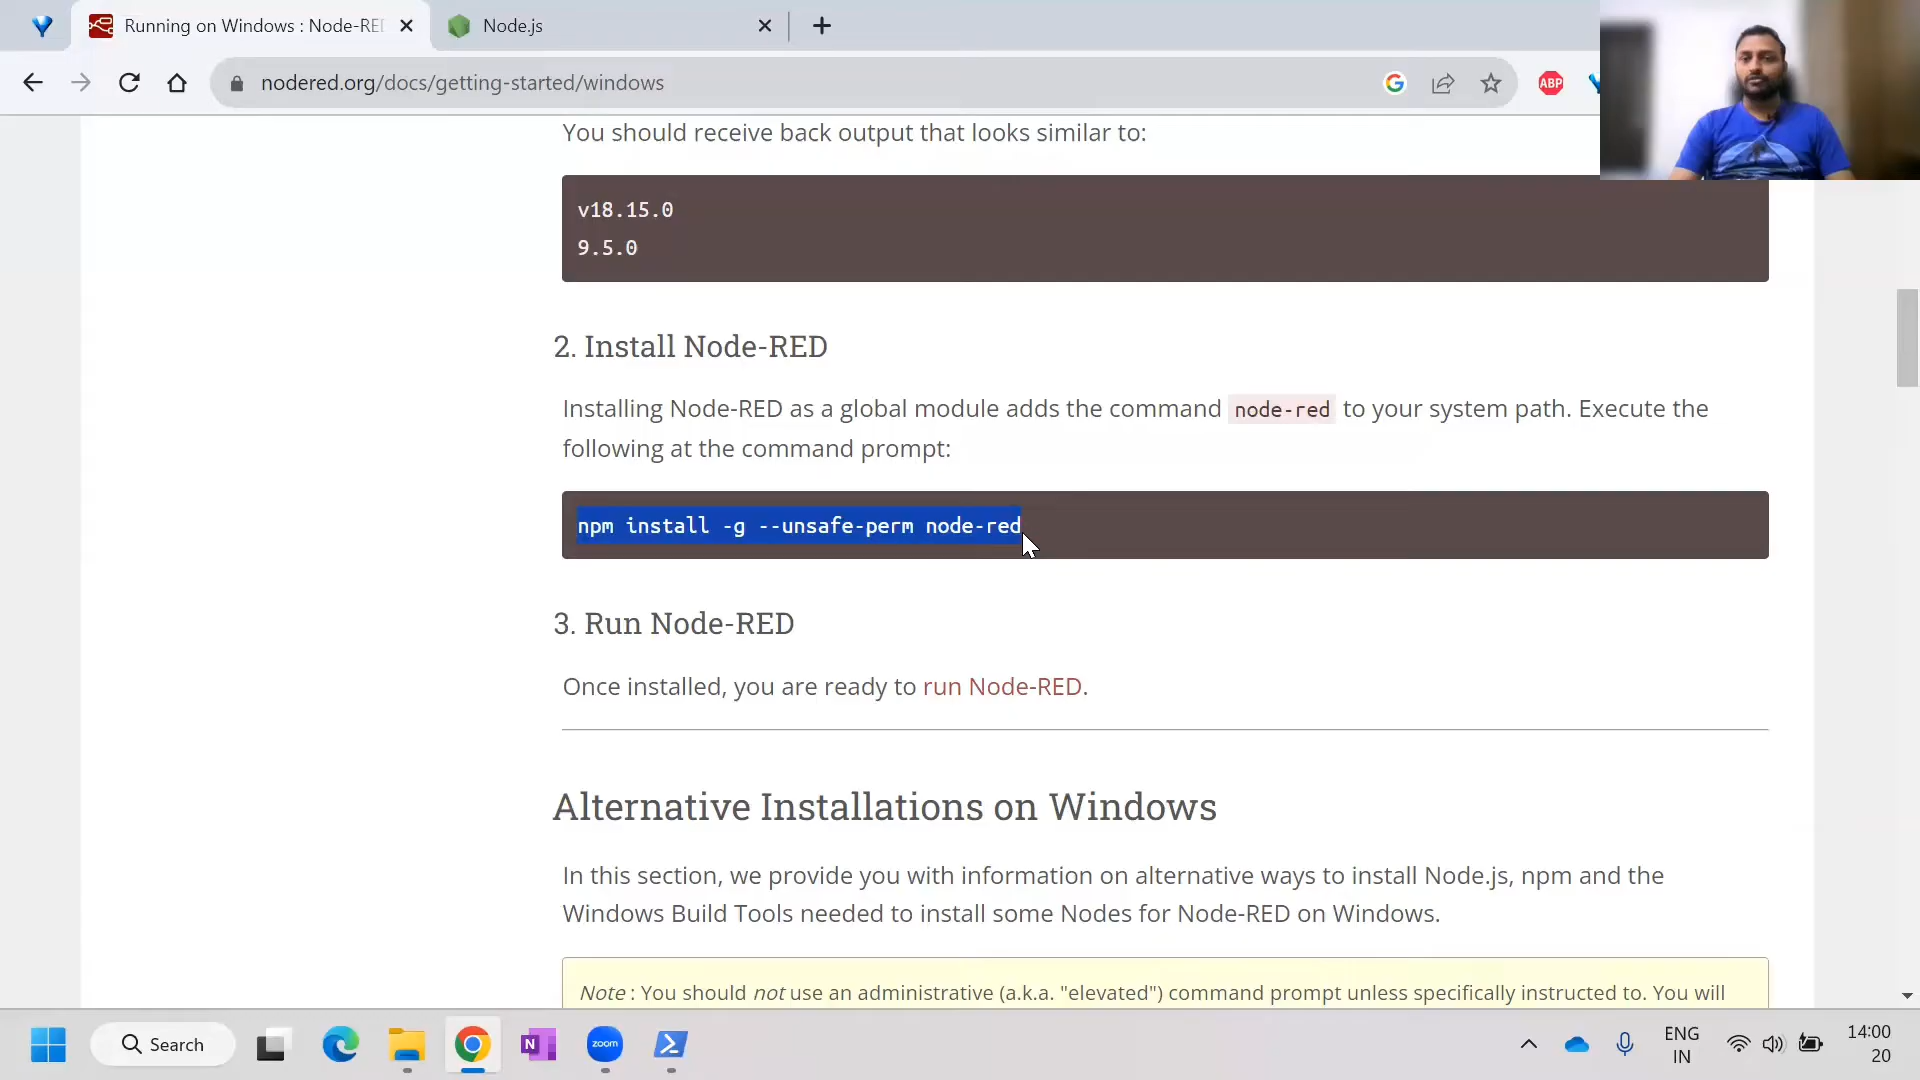 Running on Windows : Node-RE
Node.js
nodered.org/docs/getting-started/windows
ABP
You should receive back output that looks similar to:
v18.15.0
9.5.0
2. Install Node-RED
Installing Node-RED as a global module adds the command node-red to your system path. Execute the
following at the command prompt:
npm install -g --unsafe-perm node-red
3. Run Node-RED
Once installed, you are ready to run Node-RED.
Alternative Installations on Windows
In this section, we provide you with information on alternative ways to install Node.js, npm and the
Windows Build Tools needed to install some Nodes for Node-RED on Windows.
Note : You should not use an administrative (a.k.a. "elevated") command prompt unless specifically instructed to. You will
Search
N
zoom
ENG
IN
14:00
20